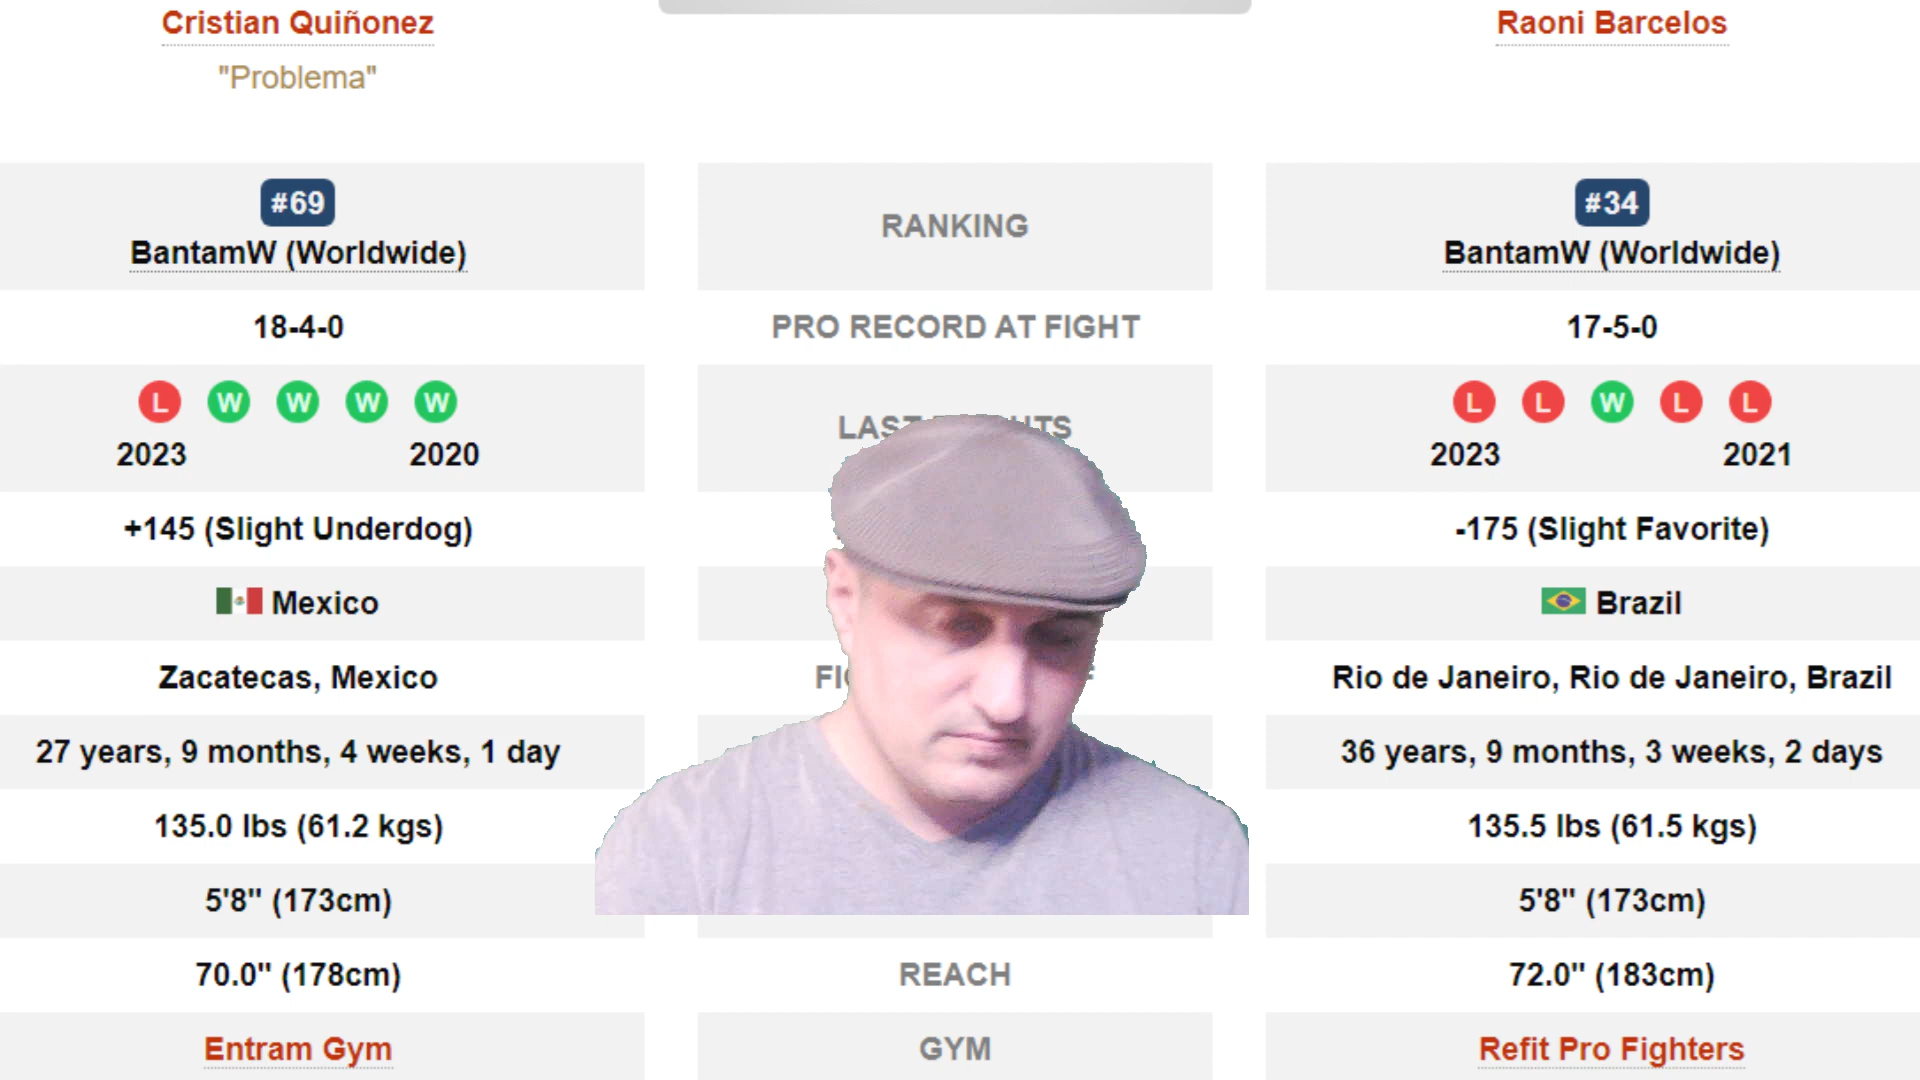 Cristian Quiñonez
Raoni Barcelos
"Problema"
#69
RANKING
#34
BantamW (Worldwide)
BantamW (Worldwide)
18-4-0
PRO RECORD AT FIGHT
17-5-0
L W W W W
L L W L L
2023 2020
2023 2021
+145 (Slight Underdog)
-175 (Slight Favorite)
Mexico
Brazil
Zacatecas, Mexico
Rio de Janeiro, Rio de Janeiro, Brazil
27 years, 9 months, 4 weeks, 1 day
36 years, 9 months, 3 weeks, 2 days
135.0 lbs (61.2 kgs)
135.5 lbs (61.5 kgs)
5'8" (173cm)
5'8" (173cm)
70.0" (178cm)
REACH
72.0" (183cm)
Entram Gym
GYM
Refit Pro Fighters